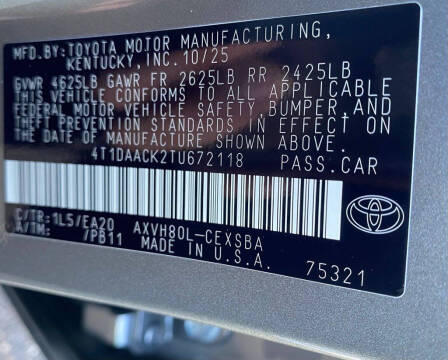 MFD.BY:TOYOTA MOTOR MANUFACTURING,
KENTUCKY,INC.10/25
GVWR 4625LB GAWR FR 2625LB RR 2425LB
THIS VEHICLE CONFORMS TO ALL APPLICABLE
FEDERAL MOTOR VEHICLE SAFETY,BUMPER,AND
THEFT PREVENTION STANDARDS IN EFFECT ON
THE DATE OF MANUFACTURE SHOWN ABOVE.
4T1DAACK2TU672118 PASS.CAR
C/TR:1L5/EA20 AXVH80L-CEXSBA
A/TM: /PB11 MADE IN U.S.A.
75321